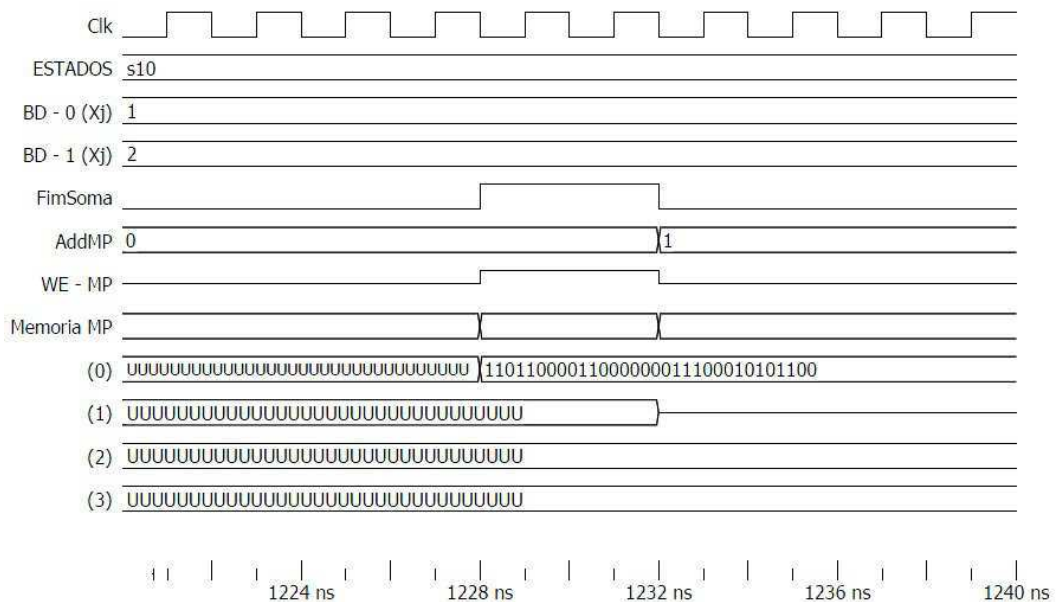 Clk
ESTADOS s10
BD - 0 (Xj) 1
BD - 1 (Xj) 2
FimSoma
AddMP 0 1
WE - MP
Memoria MP
(0) UUUUUUUUUUUUUUUUUUUUUUUUUUUUUUUU 11011000011000000011100010101100
(1) UUUUUUUUUUUUUUUUUUUUUUUUUUUUUUUU
(2) UUUUUUUUUUUUUUUUUUUUUUUUUUUUUUUU
(3) UUUUUUUUUUUUUUUUUUUUUUUUUUUUUUUU
1224 ns 1228 ns 1232 ns 1236 ns 1240 ns